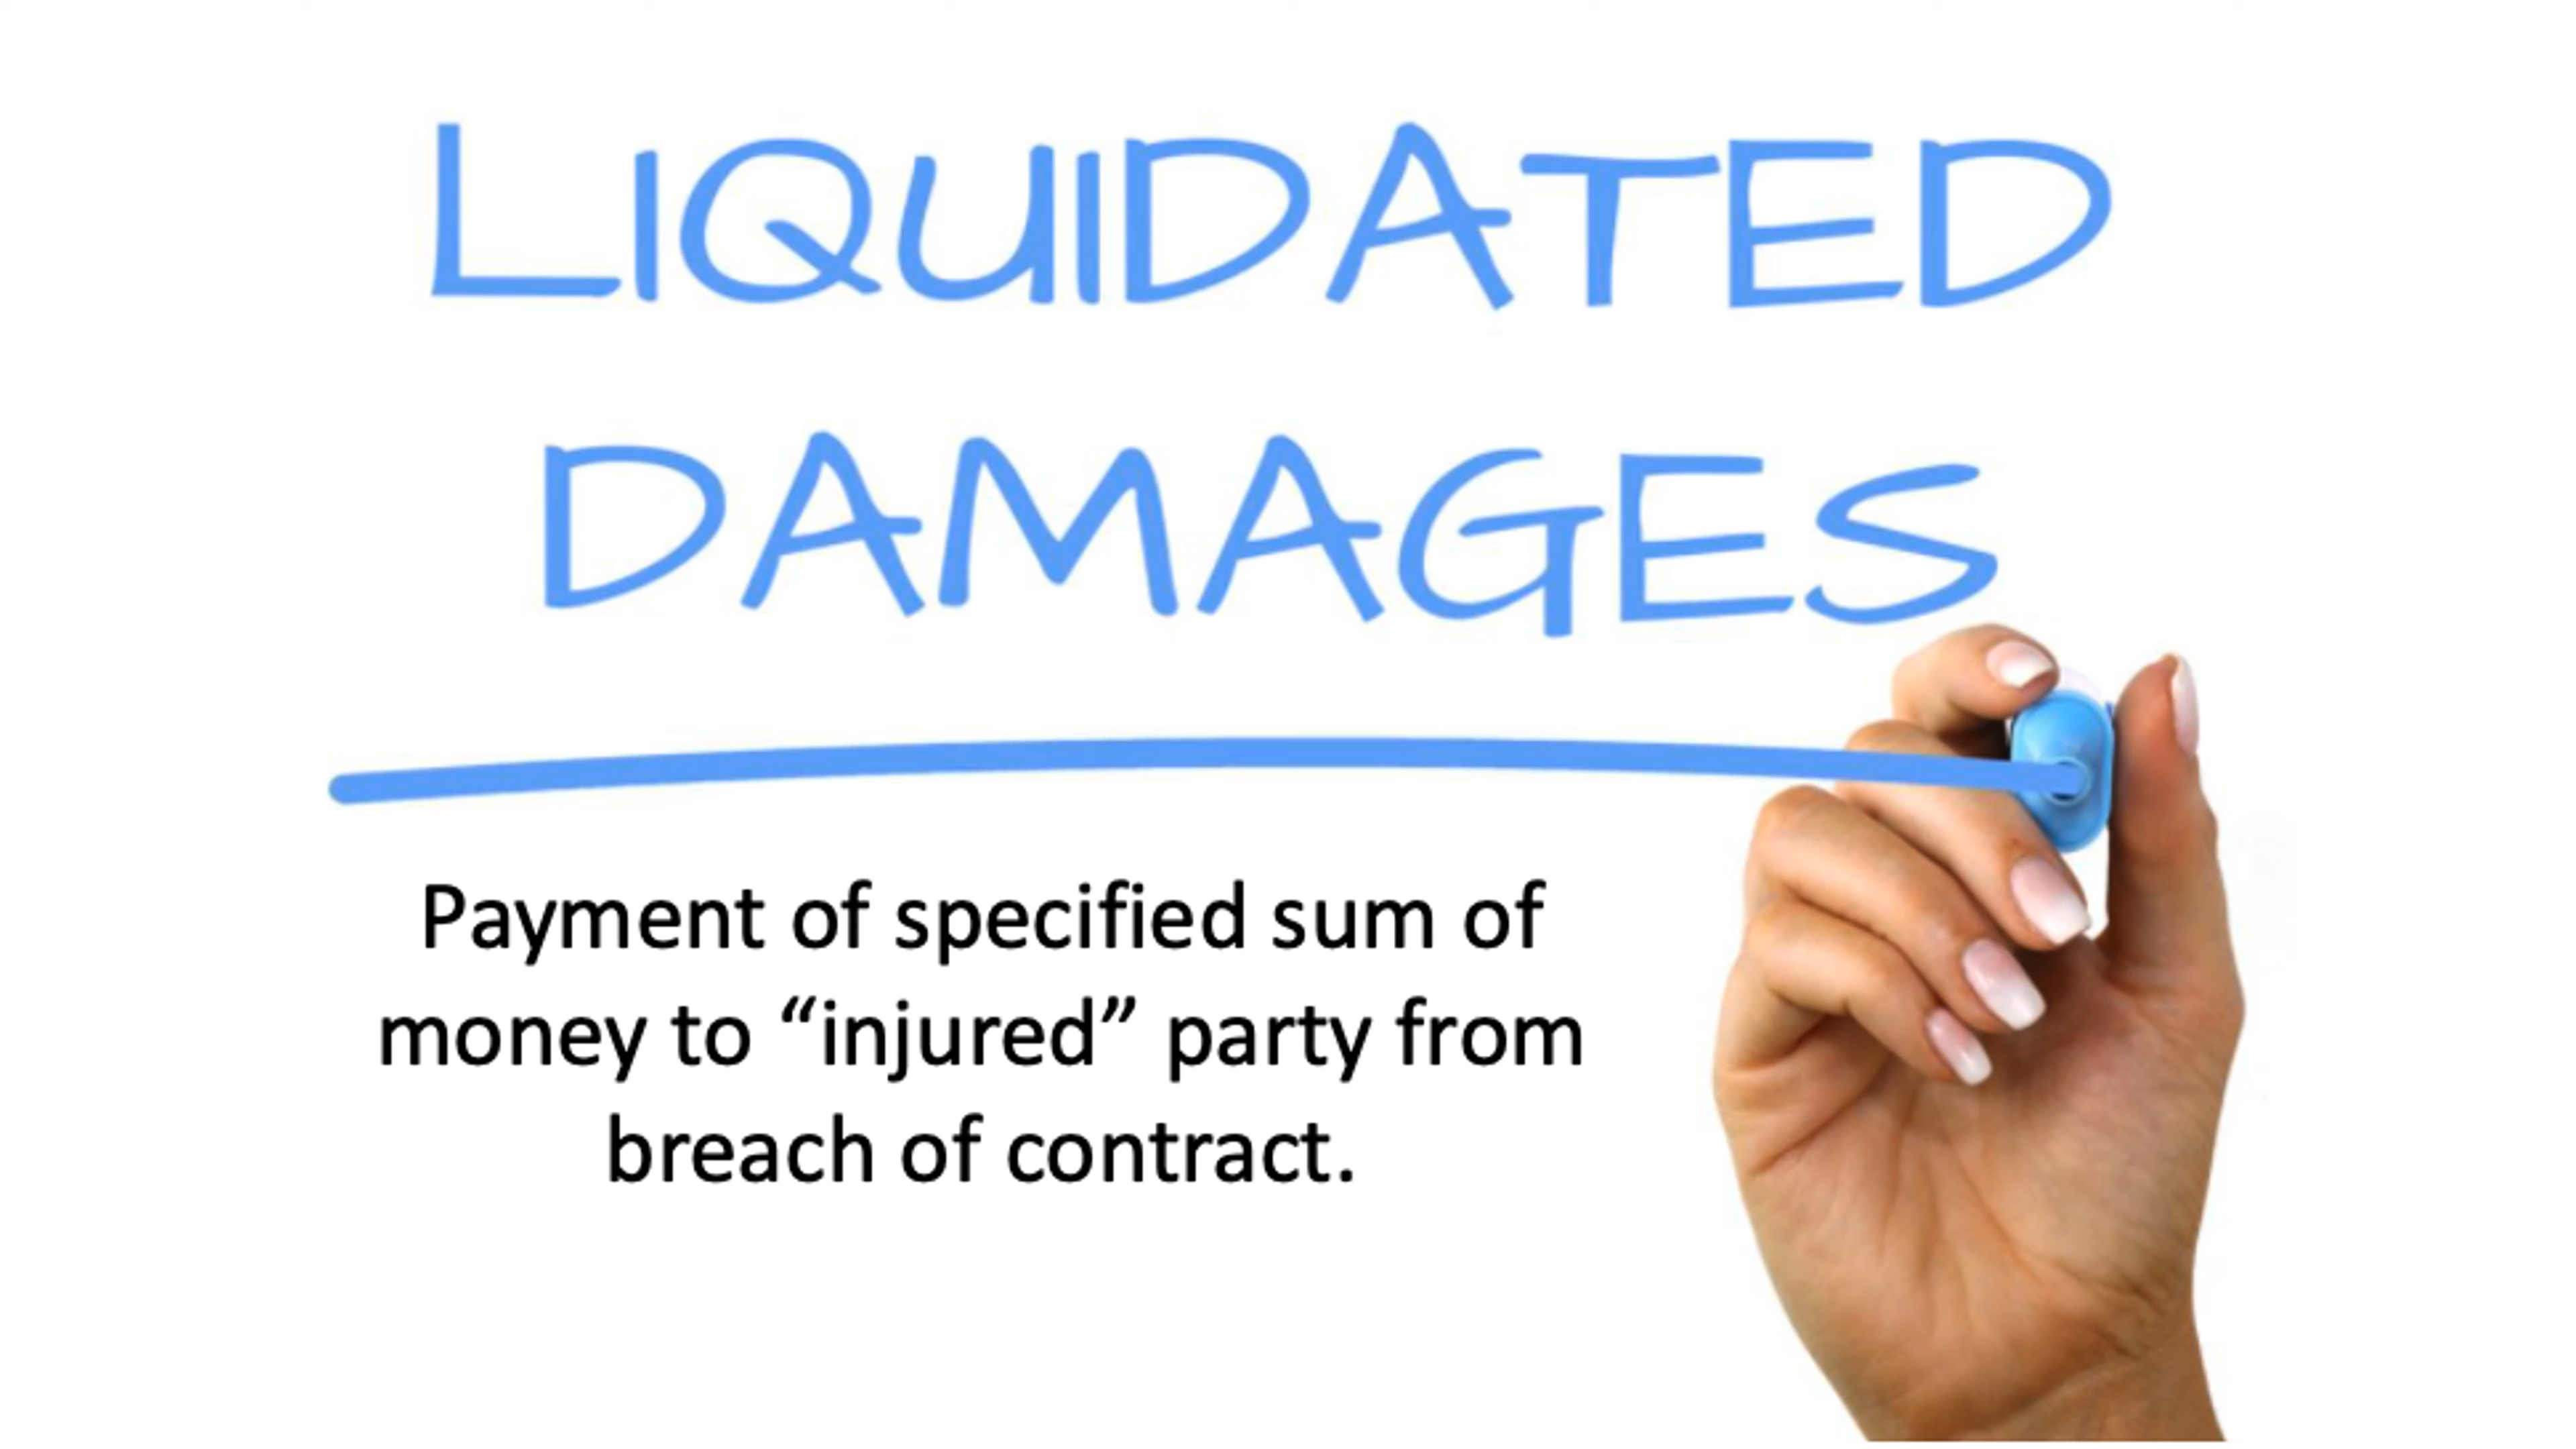 LIQUIDATED
DAMAGES
Payment of specified sum of
money to “injured” party from
breach of contract.